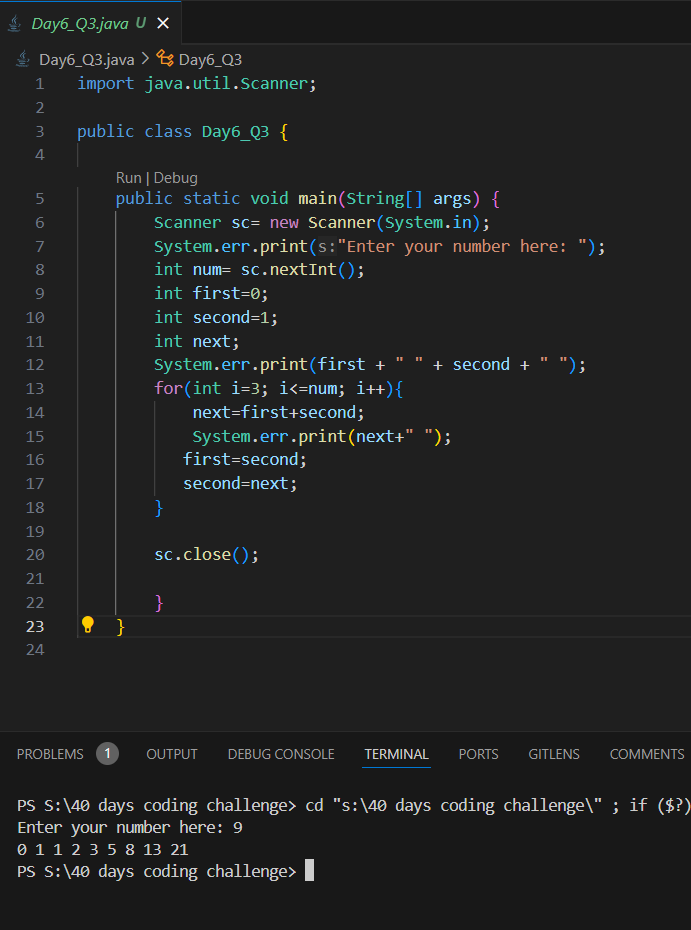 Day6_Q3.java U ×
Day6_Q3.java > Day6_Q3
1 import java.util.Scanner;
2
3 public class Day6_Q3 {
4
Run | Debug
5 public static void main(String[] args) {
6 Scanner sc= new Scanner(System.in);
7 System.err.print(s:"Enter your number here: ");
8 int num= sc.nextInt();
9 int first=0;
10 int second=1;
11 int next;
12 System.err.print(first + " " + second + " ");
13 for(int i=3; i<=num; i++){
14 next=first+second;
15 System.err.print(next+" ");
16 first=second;
17 second=next;
18 }
19
20 sc.close();
21
22 }
23 }
24
PROBLEMS 1 OUTPUT DEBUG CONSOLE TERMINAL PORTS GITLENS COMMENTS
PS S:\40 days coding challenge> cd "s:\40 days coding challenge\" ; if ($?)
Enter your number here: 9
0 1 1 2 3 5 8 13 21
PS S:\40 days coding challenge>